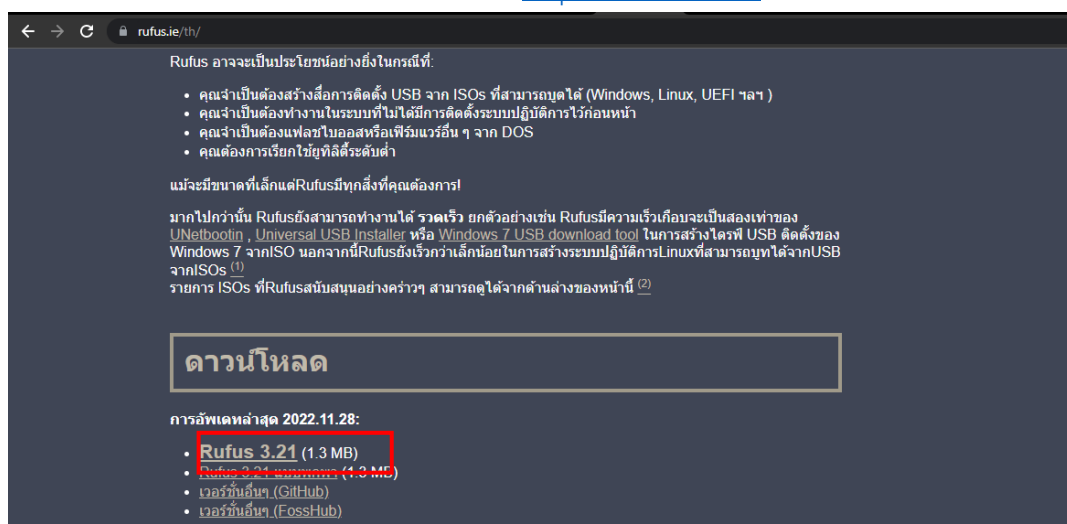 rufus.ie/th/
Rufus อาจจะเป็นประโยชน์อย่างยิ่งในกรณีที่:
• คุณจำเป็นต้องสร้างสื่อการติดตั้ง USB จาก ISOs ที่สามารถบูตได้ (Windows, Linux, UEFI ฯลฯ )
• คุณจำเป็นต้องทำงานในระบบที่ไม่ได้มีการติดตั้งระบบปฏิบัติการไว้ก่อนหน้า
• คุณจำเป็นต้องแฟลชไบออสหรือเฟิร์มแวร์อื่น ๆ จาก DOS
• คุณต้องการเรียกใช้ยูทิลิตี้ระดับต่ำ
แม้จะมีขนาดที่เล็กแต่Rufusมีทุกสิ่งที่คุณต้องการ!
มากไปกว่านั้น Rufusยังสามารถทำงานได้ รวดเร็ว ยกตัวอย่างเช่น Rufusมีความเร็วเกือบจะเป็นสองเท่าของ
UNetbootin , Universal USB Installer หรือ Windows 7 USB download tool ในการสร้างไดรฟ์ USB ติดตั้งของ
Windows 7 จากISO นอกจากนี้Rufusยังเร็วกว่าเล็กน้อยในการสร้างระบบปฏิบัติการLinuxที่สามารถบูทได้จากUSB
จากISOs (1)
รายการ ISOs ที่Rufusสนับสนุนอย่างคร่าวๆ สามารถดูได้จากด้านล่างของหน้านี้ (2)
ดาวน์โหลด
การอัพเดทล่าสุด 2022.11.28:
• Rufus 3.21 (1.3 MB)
• Rufus 3.21 แบบพกพา (1.3 MB)
• เวอร์ชั่นอื่นๆ (GitHub)
• เวอร์ชั่นอื่นๆ (FossHub)